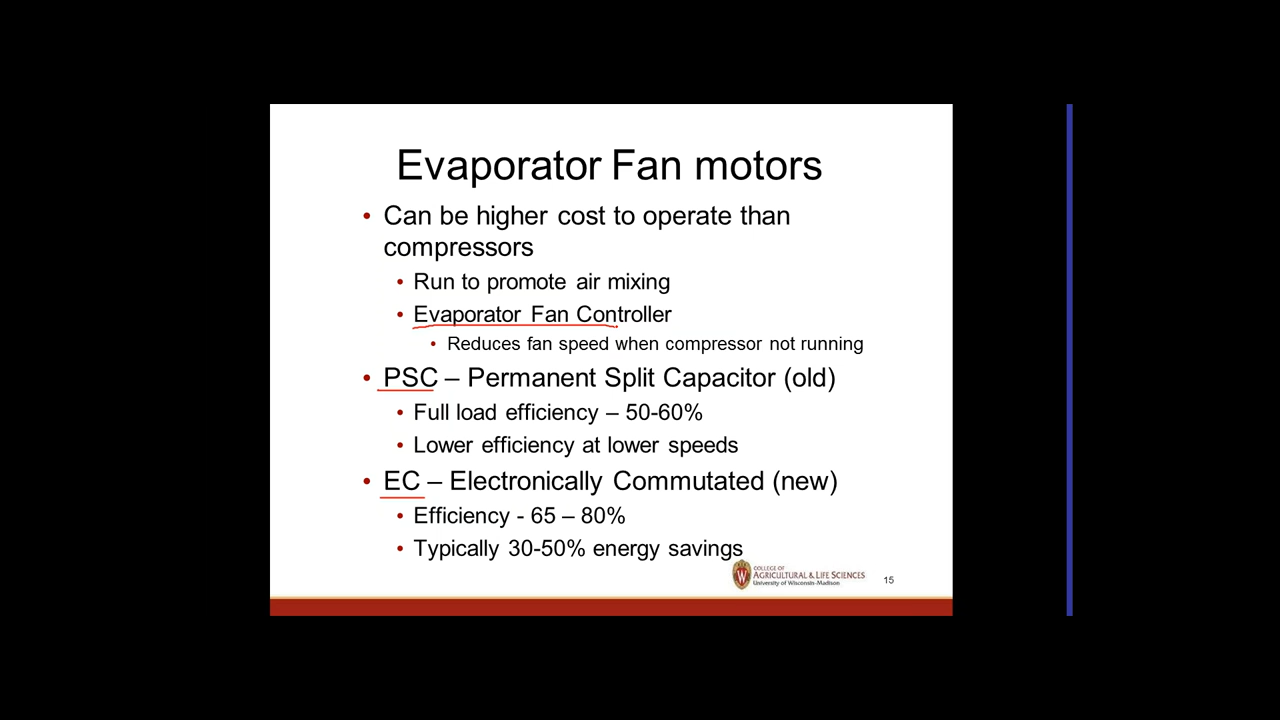 Evaporator Fan motors
• Can be higher cost to operate than
compressors
• Run to promote air mixing
• Evaporator Fan Controller
• Reduces fan speed when compressor not running
• PSC – Permanent Split Capacitor (old)
• Full load efficiency – 50-60%
• Lower efficiency at lower speeds
• EC – Electronically Commutated (new)
• Efficiency - 65 – 80%
• Typically 30-50% energy savings
W
COLLEGE OF
AGRICULTURAL & LIFE SCIENCES
University of Wisconsin-Madison
15